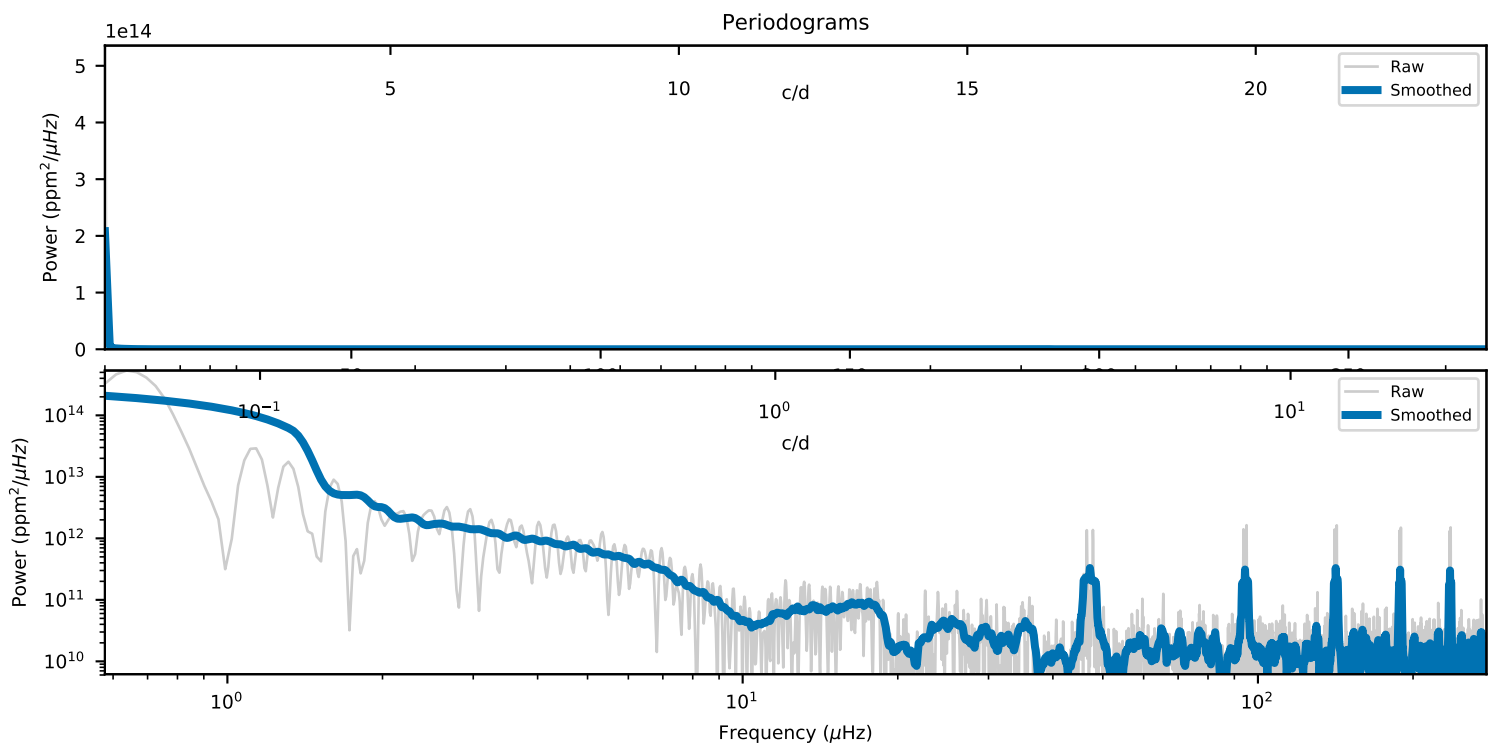 Periodograms
1e14
5 10 15 20
c/d
Raw
Smoothed
5
4
3
2
1
0
Power (ppm²/μHz)
10⁻¹ 10⁰ 10¹
c/d
Raw
Smoothed
10¹⁴
10¹³
10¹²
10¹¹
10¹⁰
Power (ppm²/μHz)
10⁰ 10¹ 10²
Frequency (μHz)